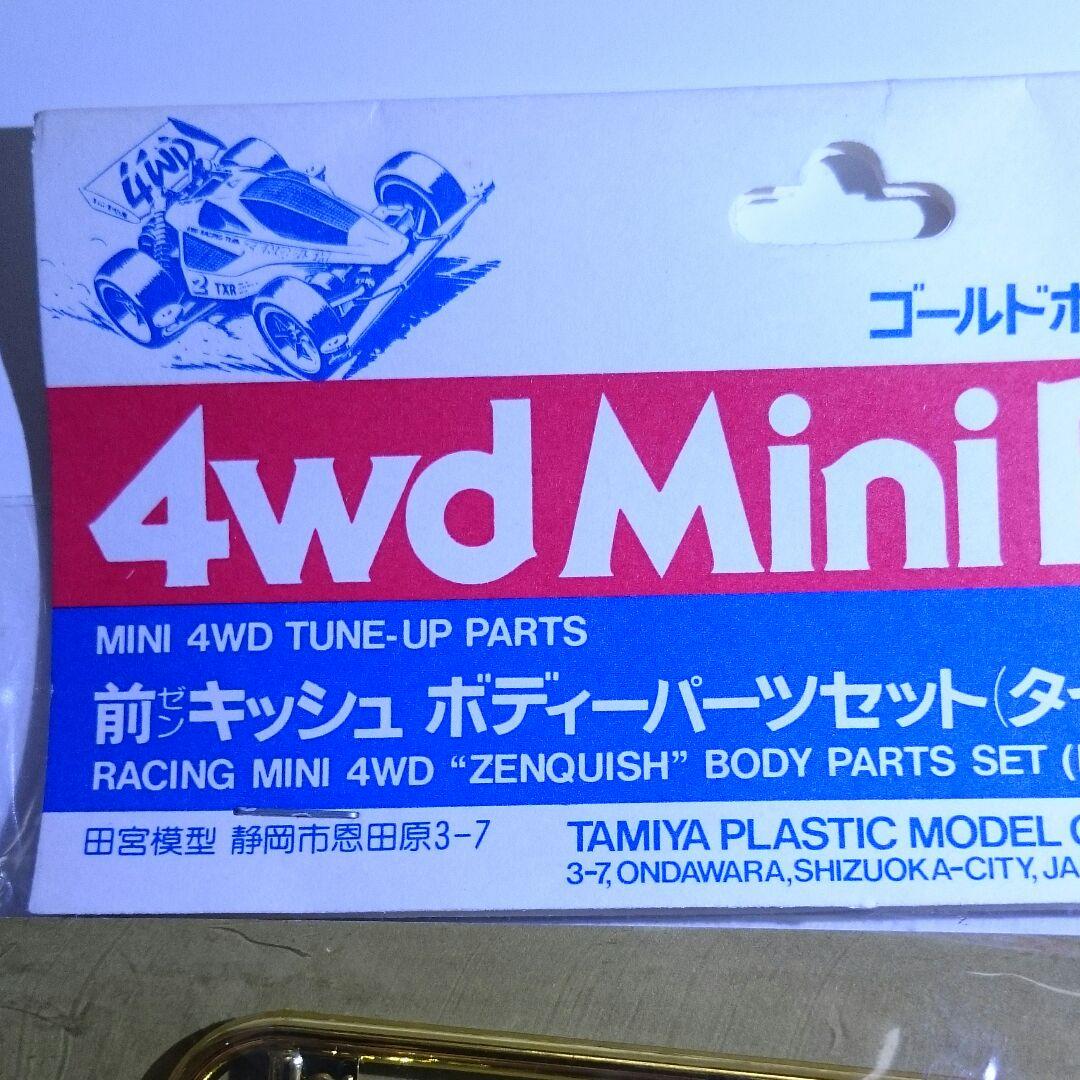 4WD
TXR
ゴールドボ
4wd Mini
MINI 4WD TUNE-UP PARTS
前ゼンキッシュ ボディーパーツセット(ター
RACING MINI 4WD "ZENQUISH" BODY PARTS SET (
田宮模型 静岡市恩田原3-7
TAMIYA PLASTIC MODEL
3-7, ONDAWARA, SHIZUOKA-CITY, JA